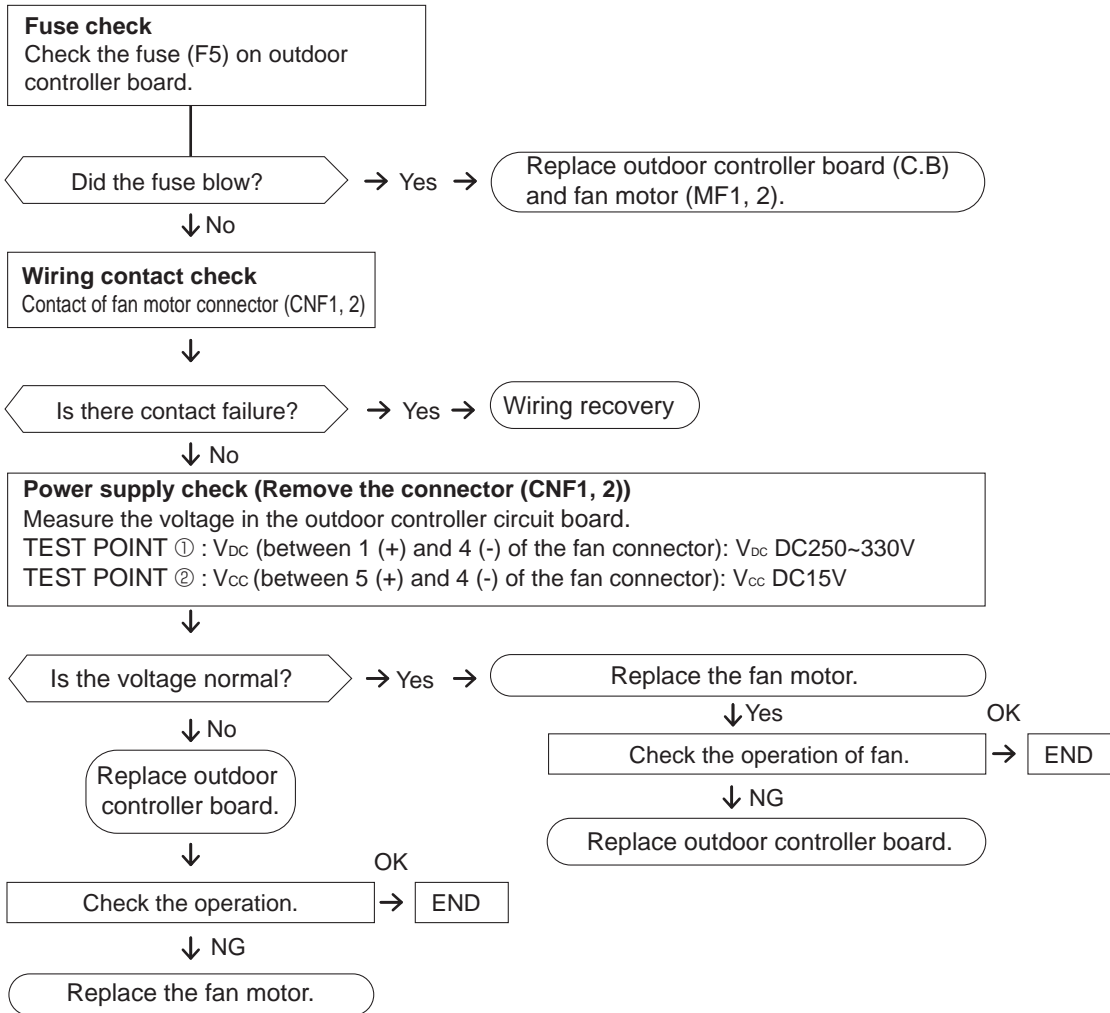 Fuse check
Check the fuse (F5) on outdoor
controller board.
Did the fuse blow?
→ Yes →
Replace outdoor controller board (C.B)
and fan motor (MF1, 2).
↓ No
Wiring contact check
Contact of fan motor connector (CNF1, 2)
↓
Is there contact failure?
→ Yes →
Wiring recovery
↓ No
Power supply check (Remove the connector (CNF1, 2))
Measure the voltage in the outdoor controller circuit board.
TEST POINT ① : VDC (between 1 (+) and 4 (-) of the fan connector): VDC DC250~330V
TEST POINT ② : VCC (between 5 (+) and 4 (-) of the fan connector): VCC DC15V
↓
Is the voltage normal?
→ Yes →
Replace the fan motor.
↓ Yes
OK
Check the operation of fan.
→
END
↓ NG
Replace outdoor controller board.
↓ No
Replace outdoor
controller board.
↓
OK
Check the operation.
→
END
↓ NG
Replace the fan motor.